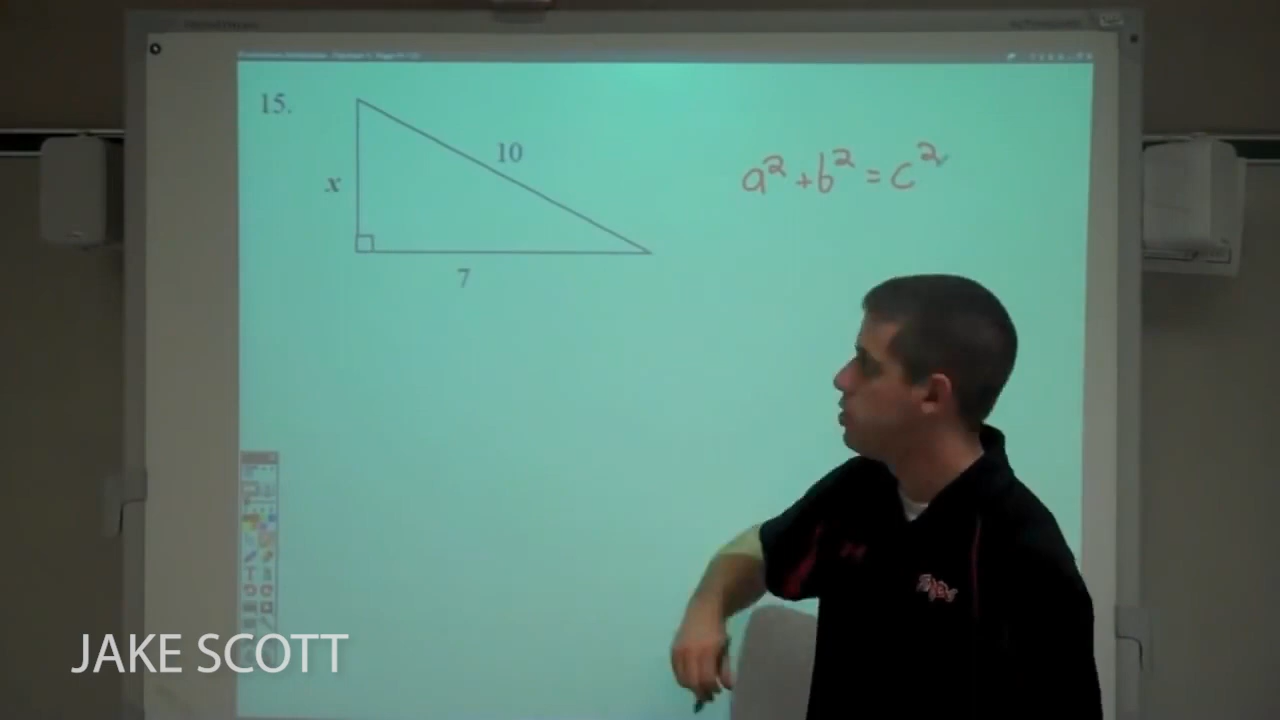 15.
10
x
7
a² + b² = c²
JAKE SCOTT